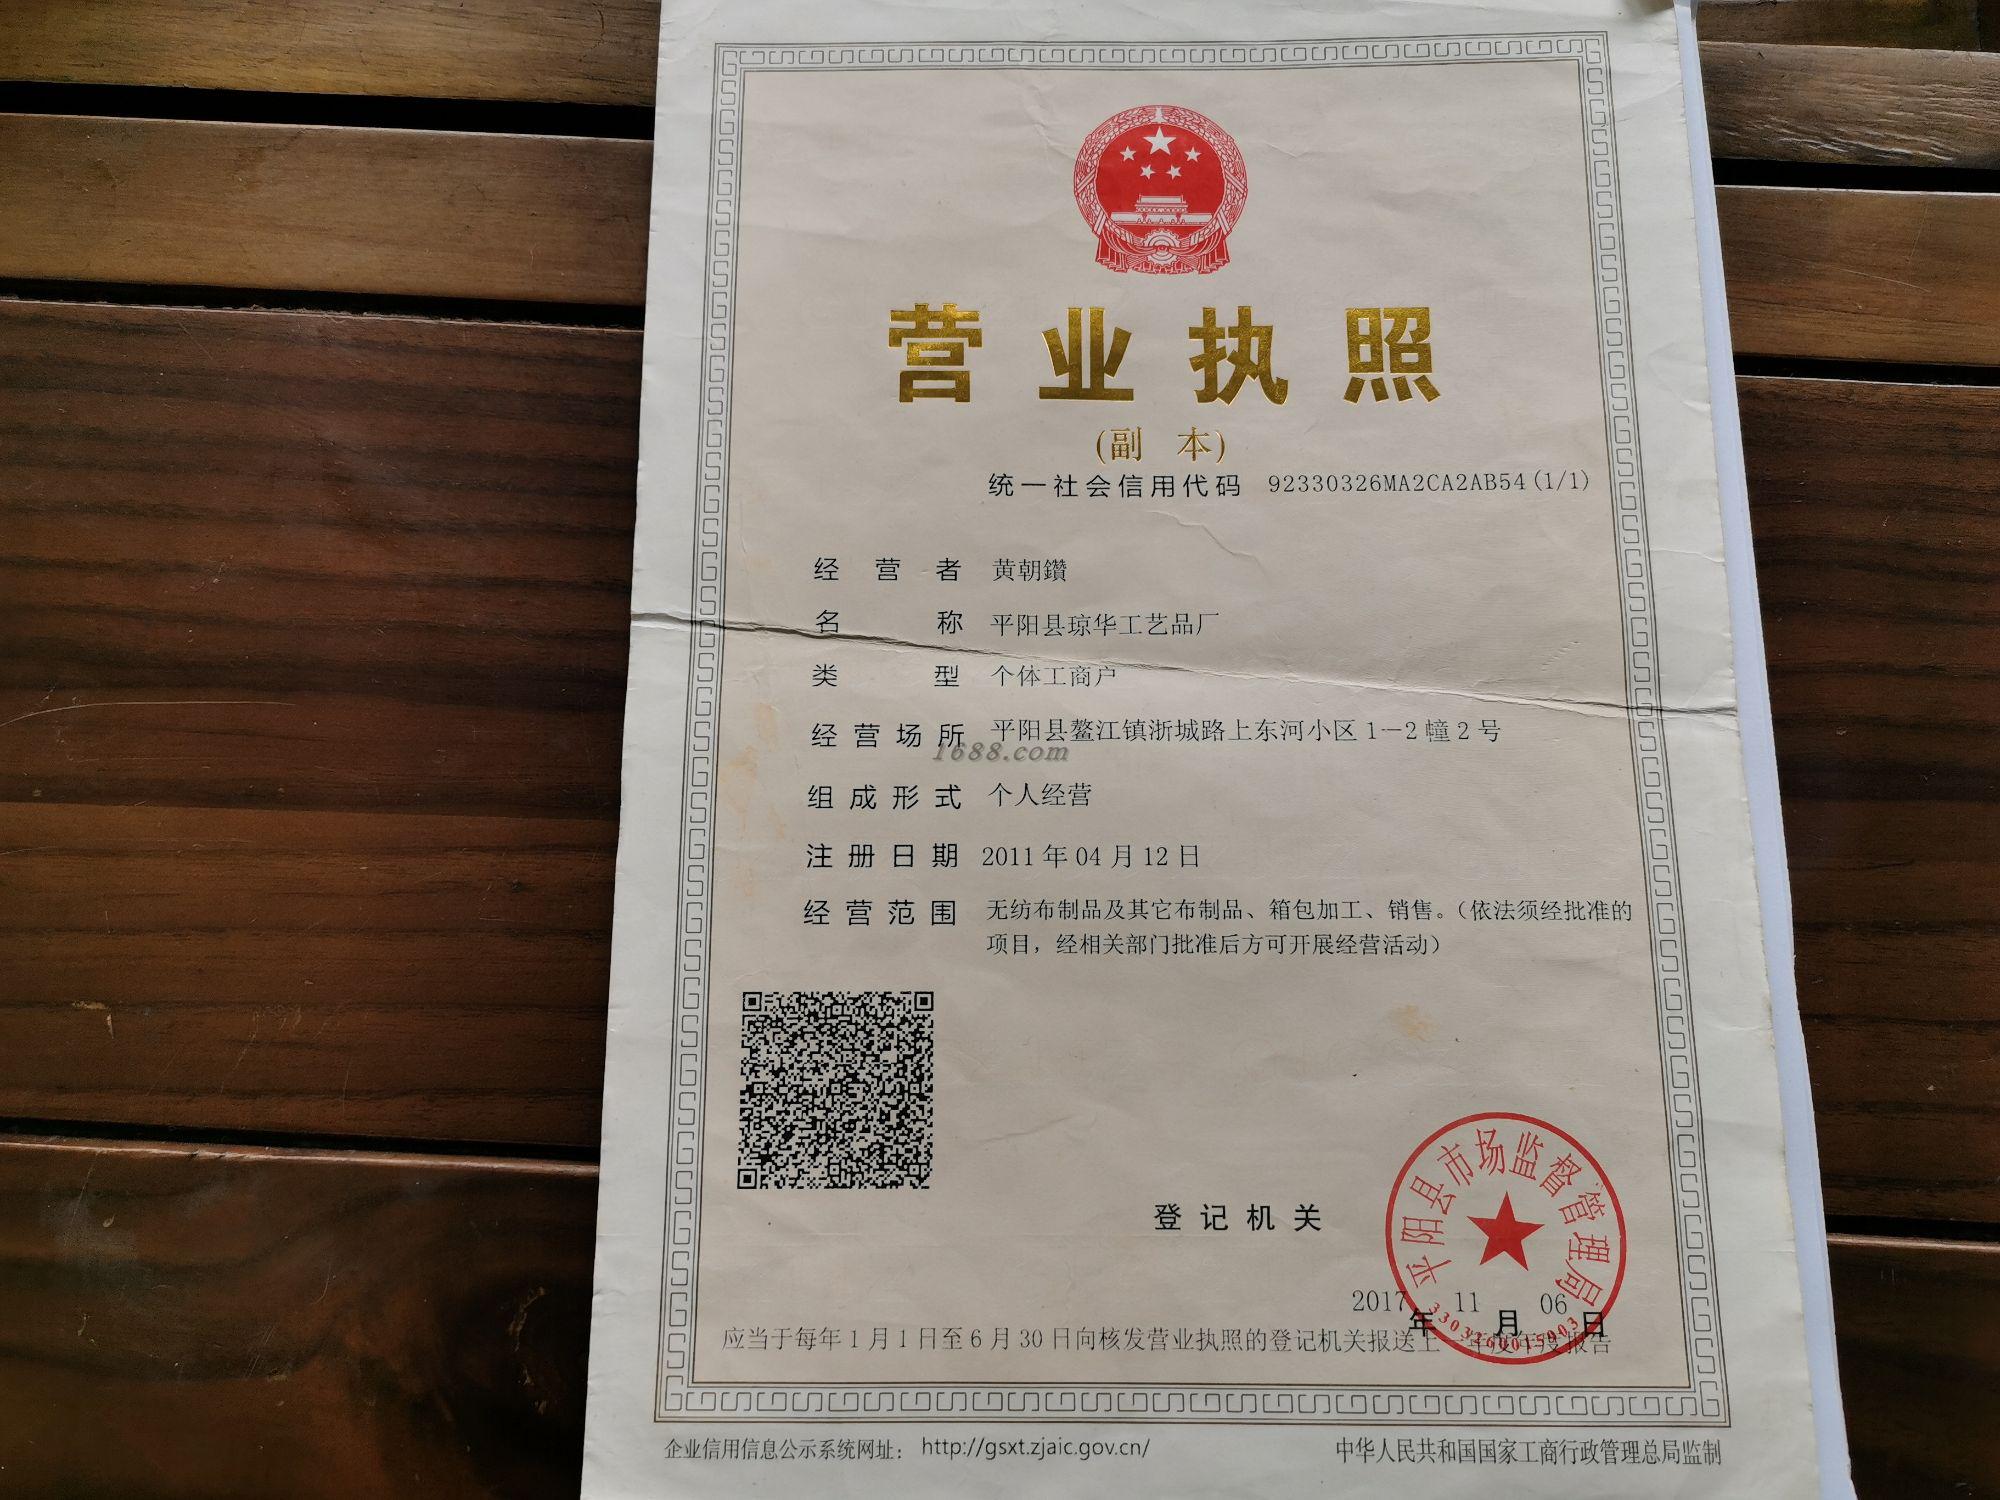 营业执照
(副 本)
统一社会信用代码 92330326MA2CA2AB54(1/1)
经营者 黄朝鑽
名称 平阳县琼华工艺品厂
类型 个体工商户
经营场所 平阳县鳌江镇浙城路上东河小区1－2幢2号
1688.com
组成形式 个人经营
注册日期 2011年04月12日
经营范围 无纺布制品及其它布制品、箱包加工、销售。（依法须经批准的
项目，经相关部门批准后方可开展经营活动）
登记机关
平阳县市场监督管理局
2017年11月06日
应当于每年1月1日至6月30日向核发营业执照的登记机关报送上一年度年度报告
企业信用信息公示系统网址： http://gsxt.zjaic.gov.cn/
中华人民共和国国家工商行政管理总局监制